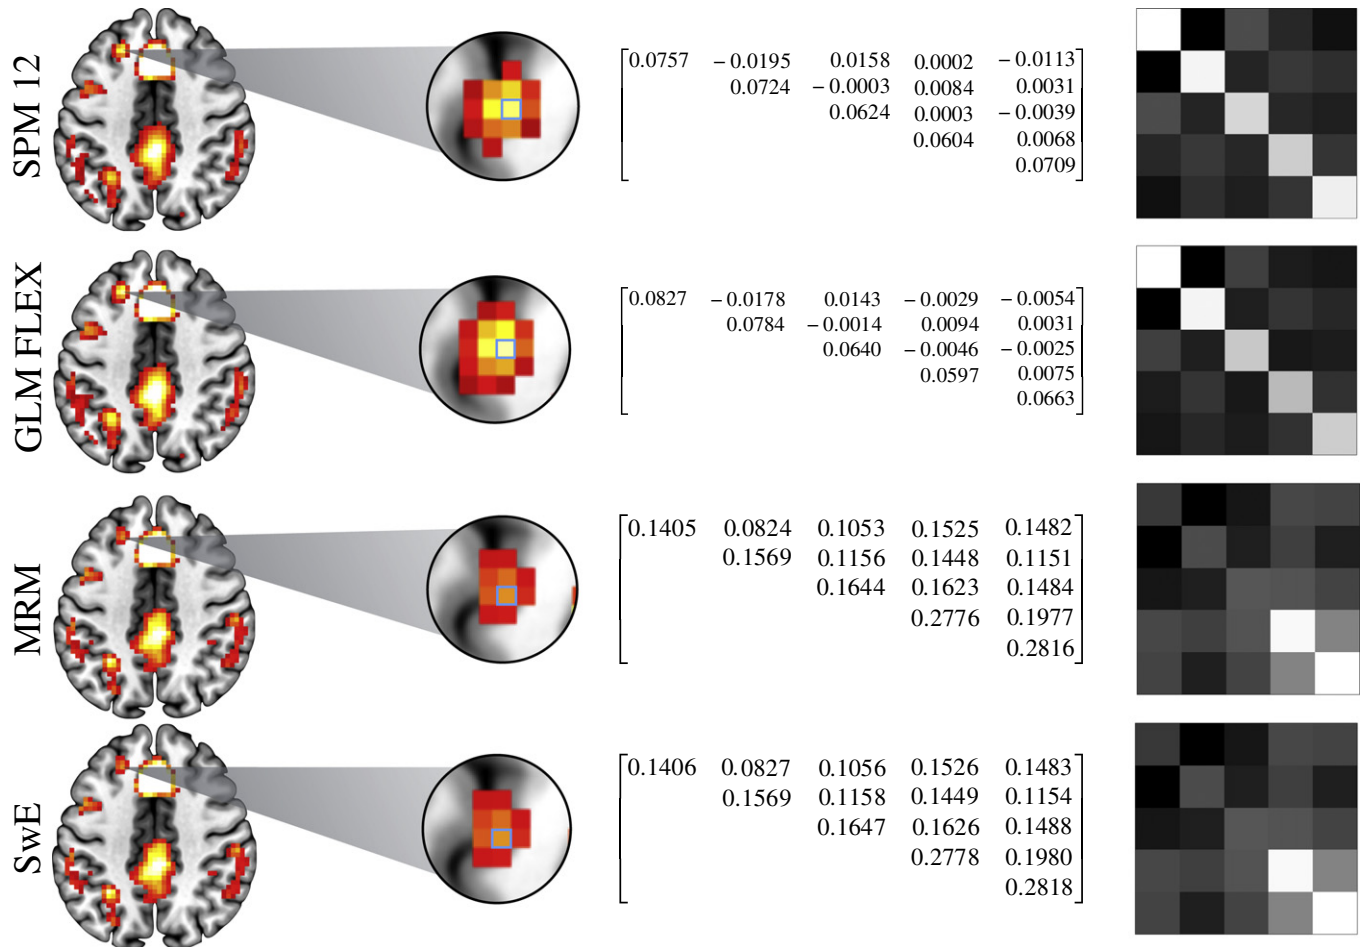 SPM 12
0.0757 − 0.0195 0.0158 0.0002 − 0.0113
0.0724 − 0.0003 0.0084 0.0031
0.0624 0.0003 − 0.0039
0.0604 0.0068
0.0709
GLM FLEX
0.0827 − 0.0178 0.0143 − 0.0029 − 0.0054
0.0784 − 0.0014 0.0094 0.0031
0.0640 − 0.0046 − 0.0025
0.0597 0.0075
0.0663
MRM
0.1405 0.0824 0.1053 0.1525 0.1482
0.1569 0.1156 0.1448 0.1151
0.1644 0.1623 0.1484
0.2776 0.1977
0.2816
SwE
0.1406 0.0827 0.1056 0.1526 0.1483
0.1569 0.1158 0.1449 0.1154
0.1647 0.1626 0.1488
0.2778 0.1980
0.2818